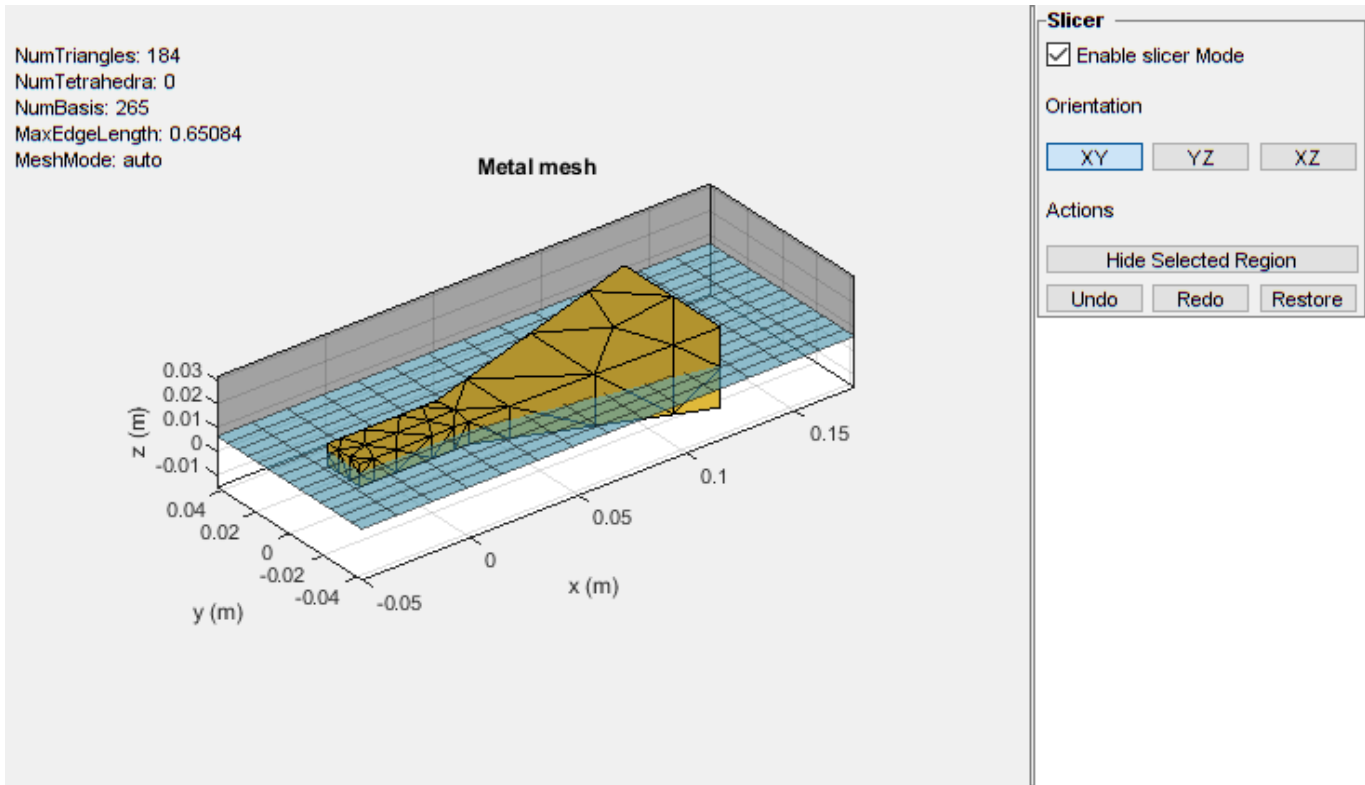 NumTriangles: 184
NumTetrahedra: 0
NumBasis: 265
MaxEdgeLength: 0.65084
MeshMode: auto
Metal mesh
0.03
0.02
0.01
0
-0.01
z (m)
0.04
0.02
0
-0.02
-0.04
y (m)
-0.05
0
0.05
0.1
0.15
x (m)
Slicer
Enable slicer Mode
Orientation
XY YZ XZ
Actions
Hide Selected Region
Undo Redo Restore